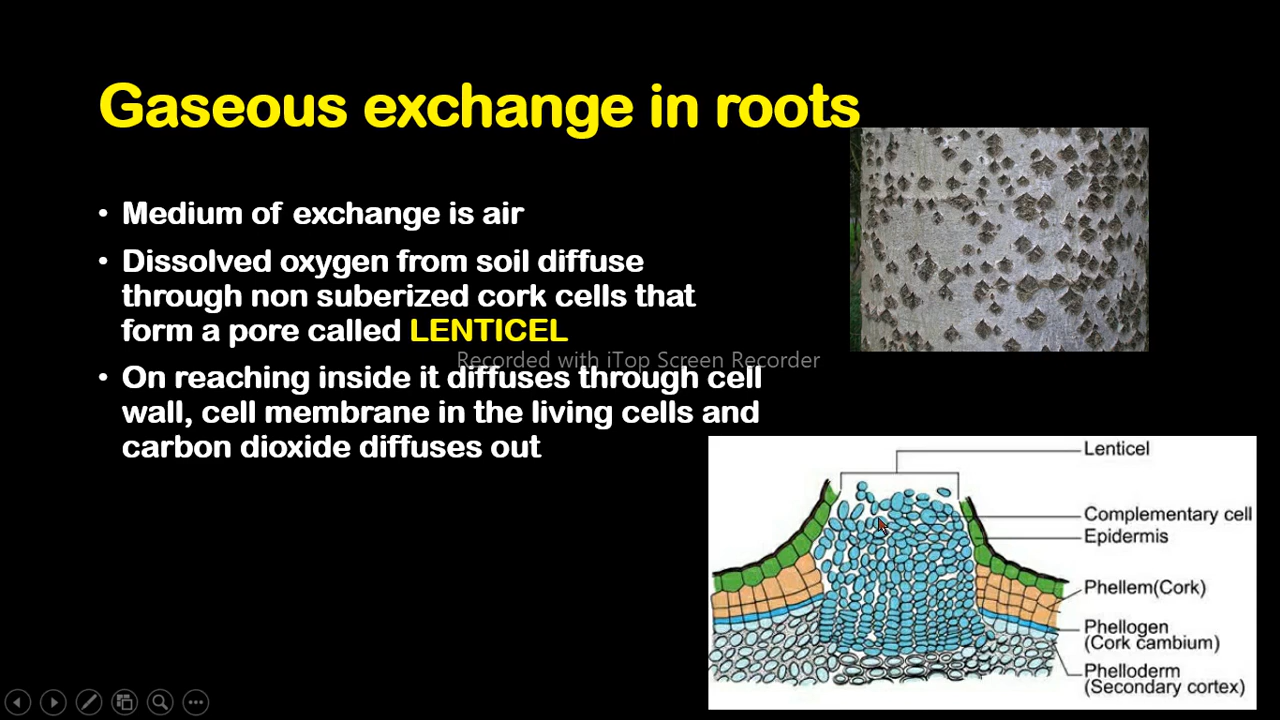 Gaseous exchange in roots
• Medium of exchange is air
• Dissolved oxygen from soil diffuse
through non suberized cork cells that
form a pore called LENTICEL
Recorded with iTop Screen Recorder
• On reaching inside it diffuses through cell
wall, cell membrane in the living cells and
carbon dioxide diffuses out
Lenticel
Complementary cell
Epidermis
Phellem(Cork)
Phellogen
(Cork cambium)
Phelloderm
(Secondary cortex)